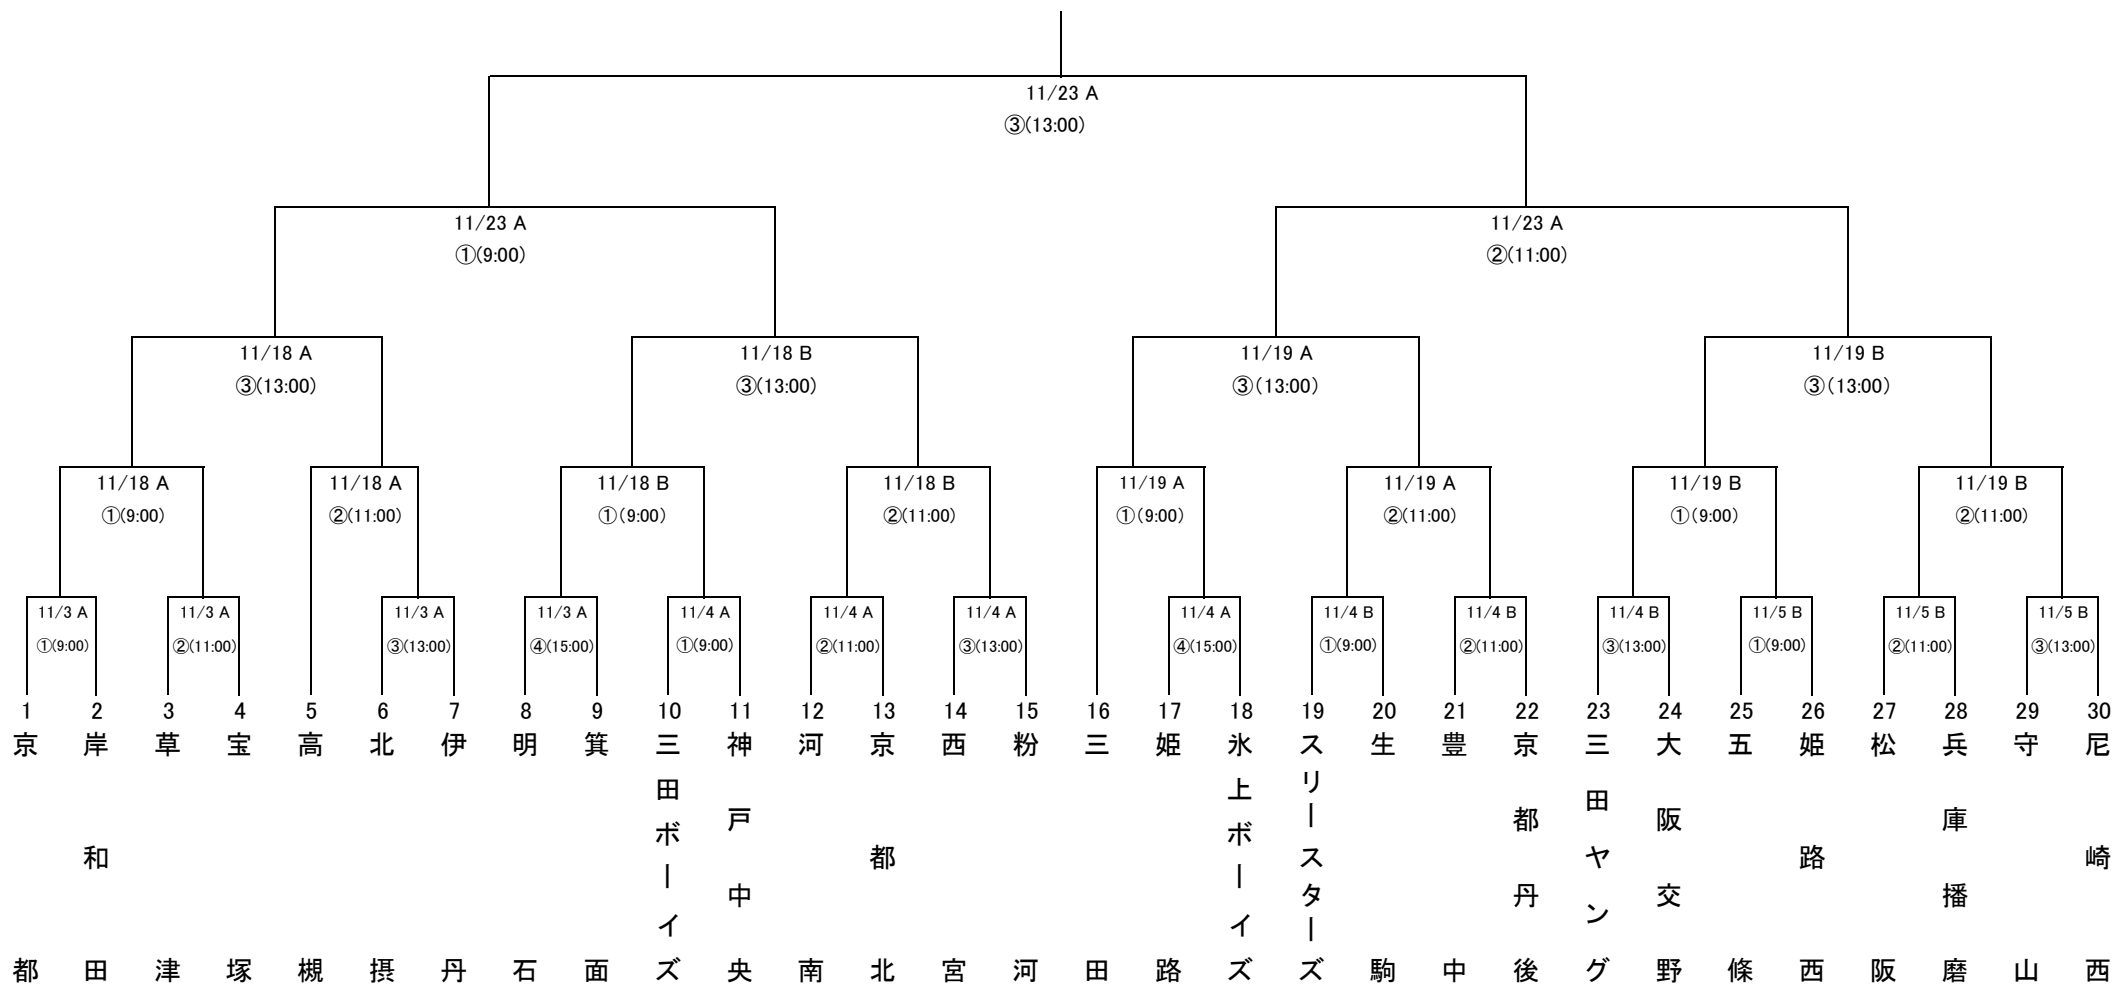 11/23 A
③(13:00)
11/23 A
①(9:00)
11/23 A
②(11:00)
11/18 A
③(13:00)
11/18 B
③(13:00)
11/19 A
③(13:00)
11/19 B
③(13:00)
11/18 A
①(9:00)
11/18 A
②(11:00)
11/18 B
①(9:00)
11/18 B
②(11:00)
11/19 A
①(9:00)
11/19 A
②(11:00)
11/19 B
①(9:00)
11/19 B
②(11:00)
11/3 A
①(9:00)
11/3 A
②(11:00)
11/3 A
③(13:00)
11/3 A
④(15:00)
11/4 A
①(9:00)
11/4 A
②(11:00)
11/4 A
③(13:00)
11/4 A
④(15:00)
11/4 B
①(9:00)
11/4 B
②(11:00)
11/4 B
③(13:00)
11/5 B
①(9:00)
11/5 B
②(11:00)
11/5 B
③(13:00)
1
京都
2
岸和田
3
草津
4
宝塚
5
高槻
6
北摂
7
伊丹
8
明石
9
箕面
10
三田ボーイズ
11
神戸中央
12
河南
13
京都北
14
西宮
15
粉河
16
三田
17
姫路
18
氷上ボーイズ
19
スリースターズ
20
生駒
21
豊中
22
京都丹後
23
三田ヤング
24
大阪交野
25
五條
26
姫路西
27
松阪
28
兵庫播磨
29
守山
30
尼崎西